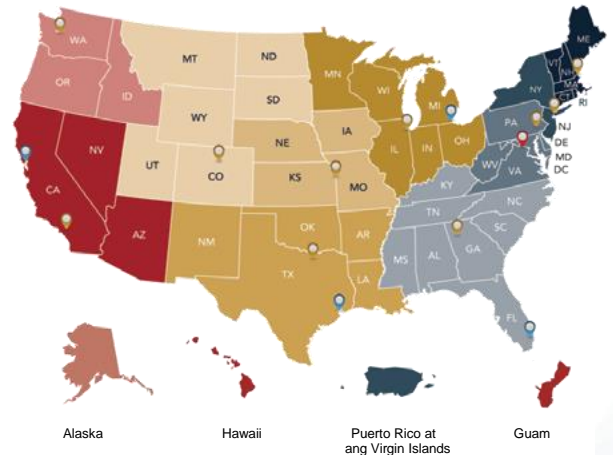 WA
MT
ND
MN
ME
VT
NH
OR
ID
SD
WI
MI
NY
MA
CT
RI
WY
IA
PA
NJ
NV
NE
IL
IN
OH
DE
UT
CO
KS
MO
WV
VA
MD
DC
CA
KY
AZ
NM
OK
AR
TN
NC
SC
TX
LA
MS
AL
GA
FL
Alaska
Hawaii
Puerto Rico at
ang Virgin Islands
Guam